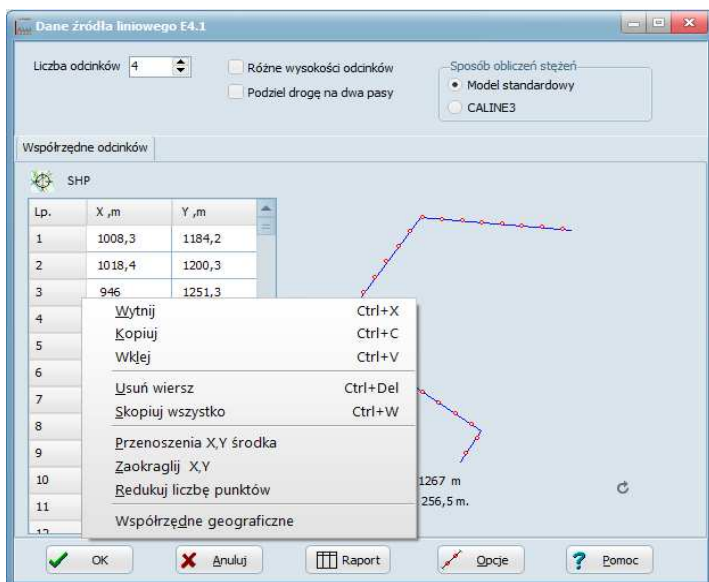 Dane źródła liniowego E4.1
Liczba odcinków 4
Różne wysokości odcinków
Podziel drogę na dwa pasy
Sposób obliczeń stężeń
Model standardowy
CALINE3
Współrzędne odcinków
SHP
Lp. X ,m Y ,m
1 1008,3 1184,2
2 1018,4 1200,3
3 946 1251,3
4
5
6
7
8
9
10
11
12
Wytnij Ctrl+X
Kopiuj Ctrl+C
Wklej Ctrl+V
Usuń wiersz Ctrl+Del
Skopiuj wszystko Ctrl+W
Przenoszenia X,Y środka
Zaokraglij X,Y
Redukuj liczbę punktów
Współrzędne geograficzne
1267 m
256,5 m.
OK Anuluj Raport Opcje Pomoc